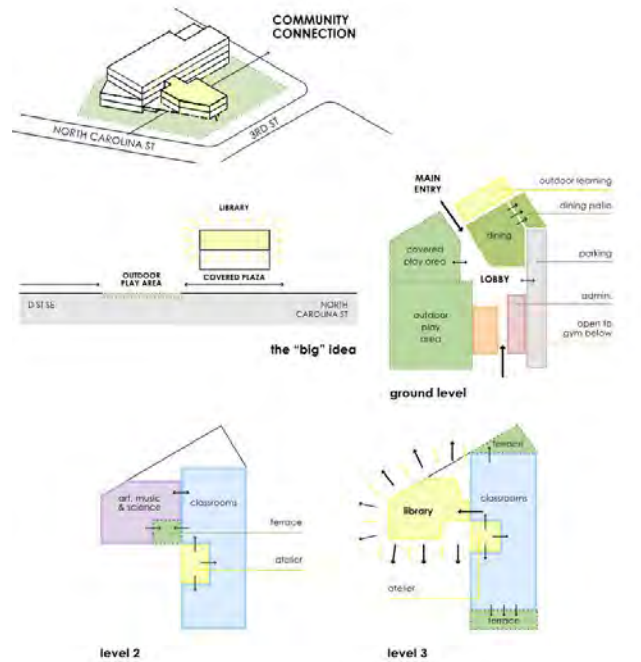 COMMUNITY
CONNECTION
NORTH CAROLINA ST
3RD ST
LIBRARY
OUTDOOR
PLAY AREA
COVERED PLAZA
D ST SE
NORTH
CAROLINA ST
the "big" idea
MAIN
ENTRY
outdoor learning
dining patio
dining
covered
play area
LOBBY
parking
outdoor
play
area
admin.
open to
gym below
ground level
art, music
& science
classrooms
terrace
atelier
level 2
terrace
classrooms
library
atelier
terrace
level 3